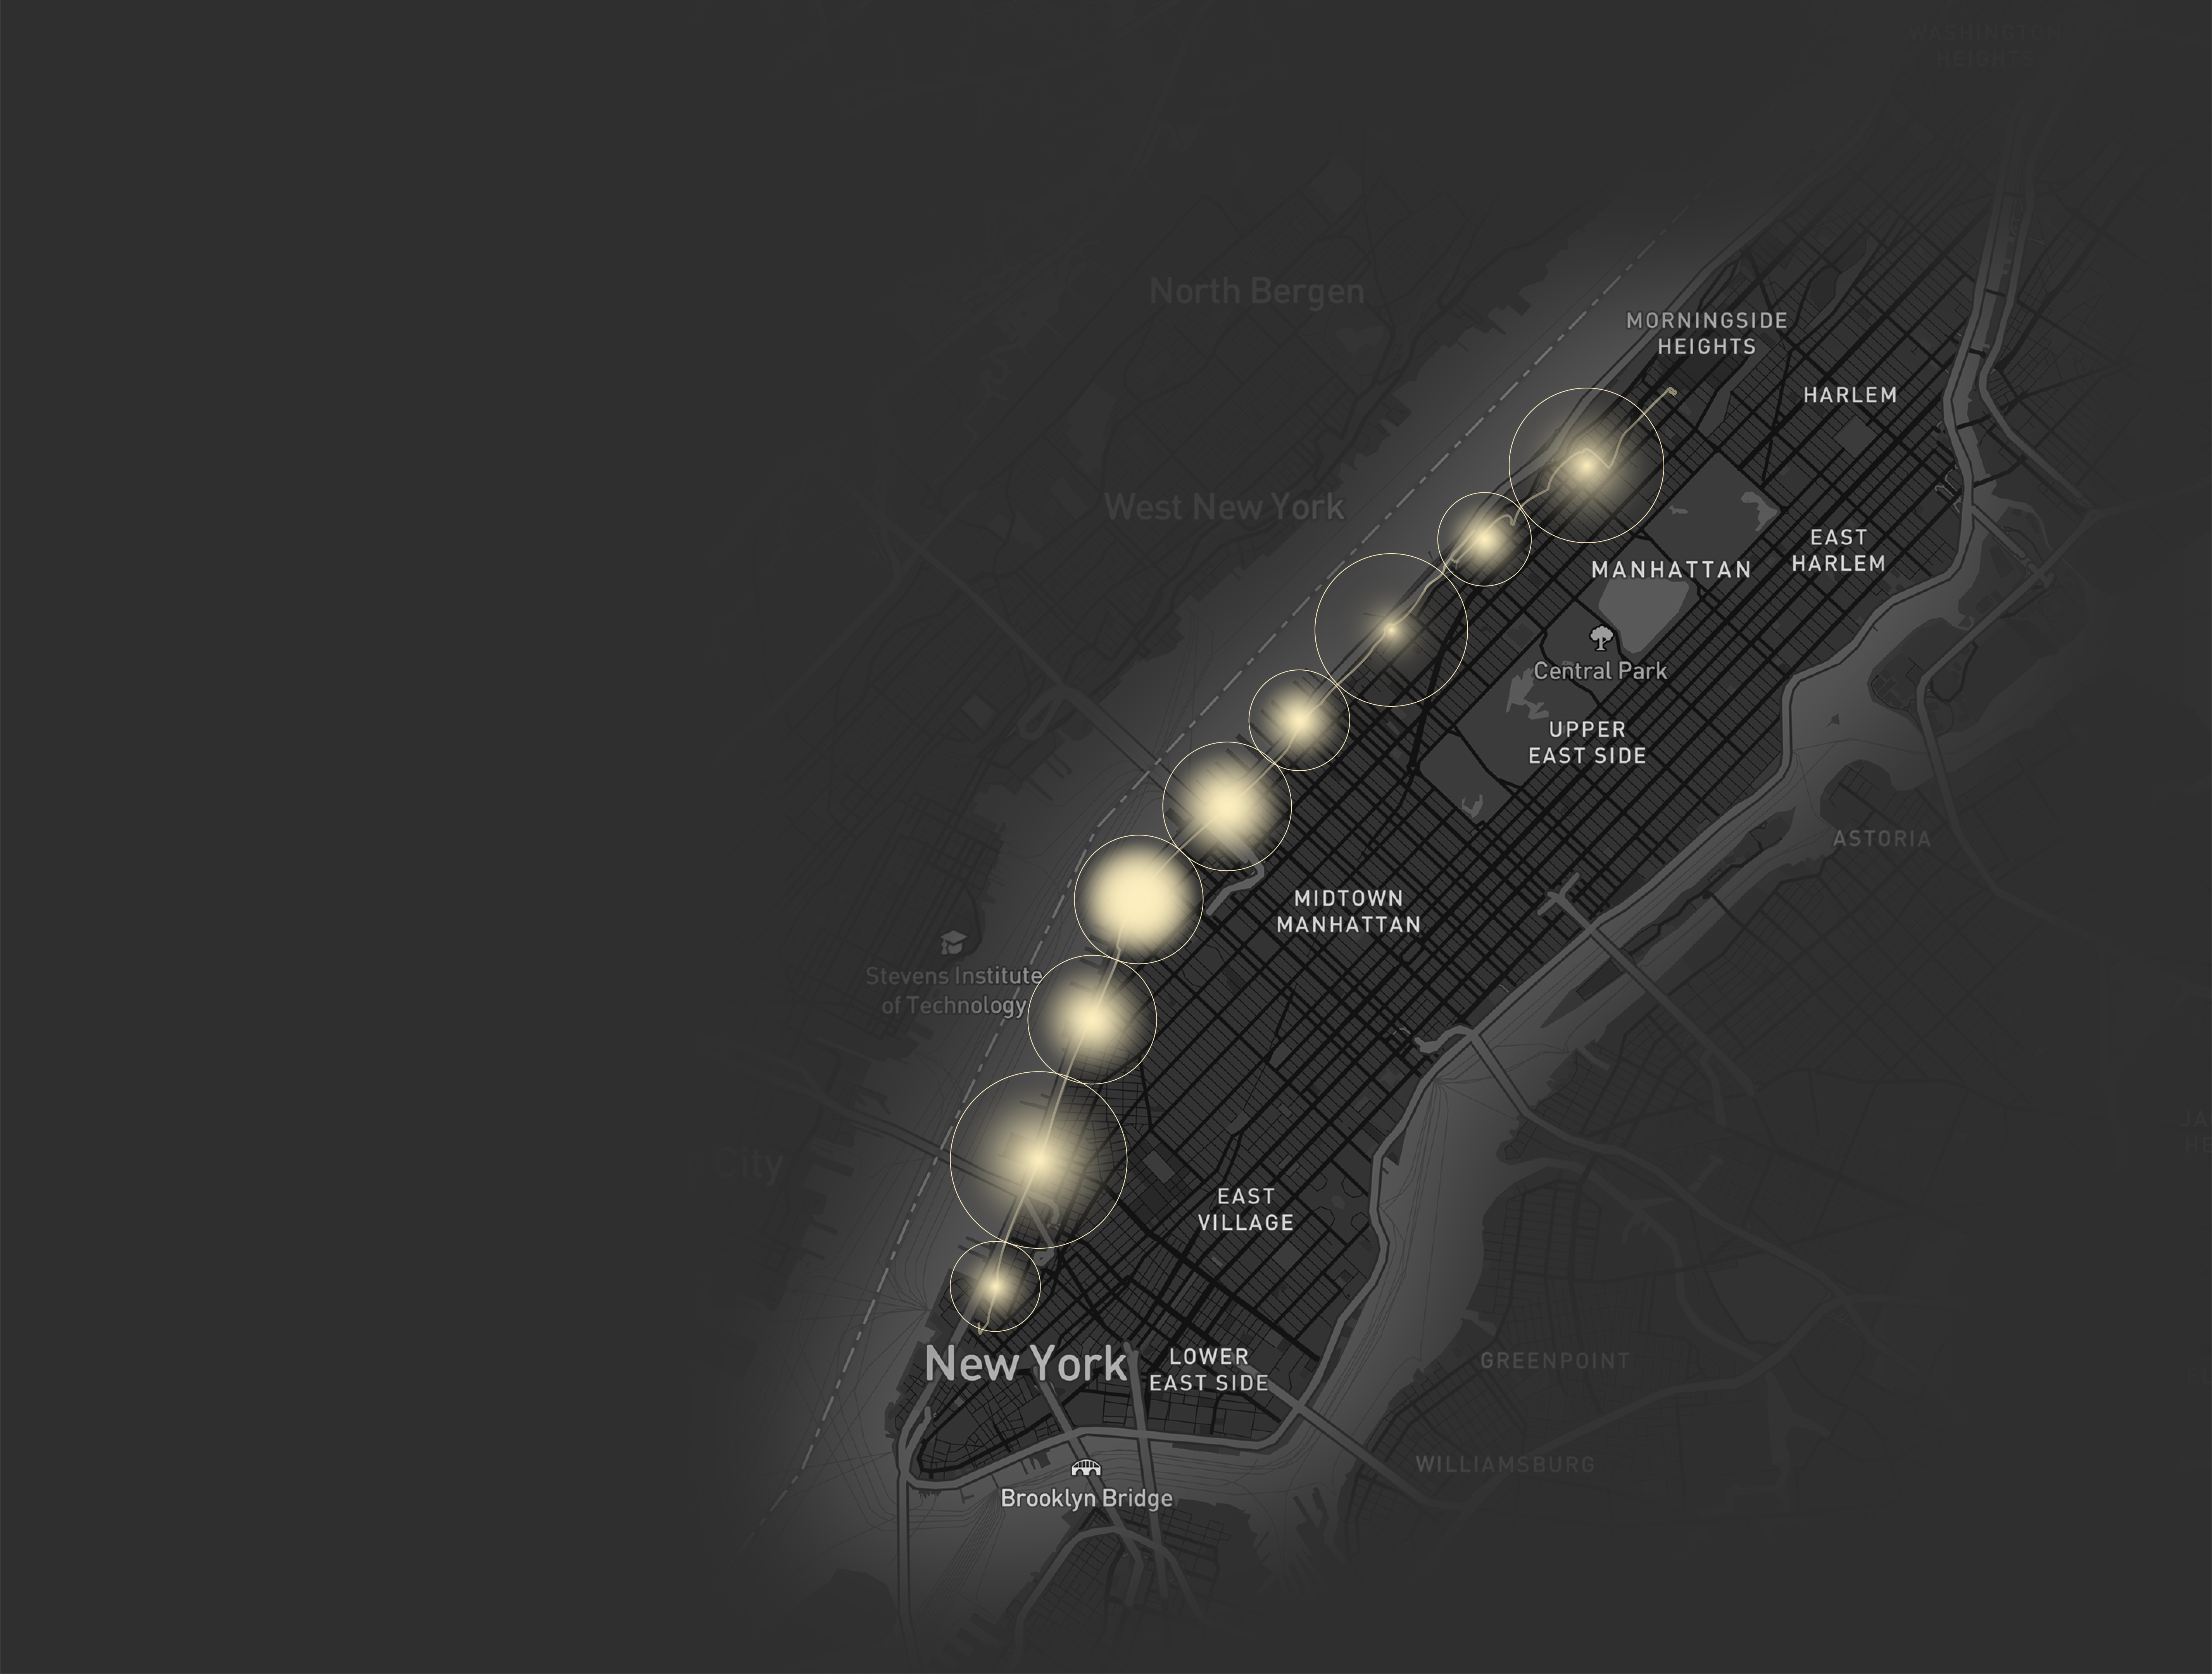 WASHINGTON
HEIGHTS
North Bergen
MORNINGSIDE
HEIGHTS
HARLEM
West New York
EAST
HARLEM
MANHATTAN
Central Park
UPPER
EAST SIDE
ASTORIA
MIDTOWN
MANHATTAN
Stevens Institute
of Technology
City
EAST
VILLAGE
New York
LOWER
EAST SIDE
GREENPOINT
WILLIAMSBURG
Brooklyn Bridge